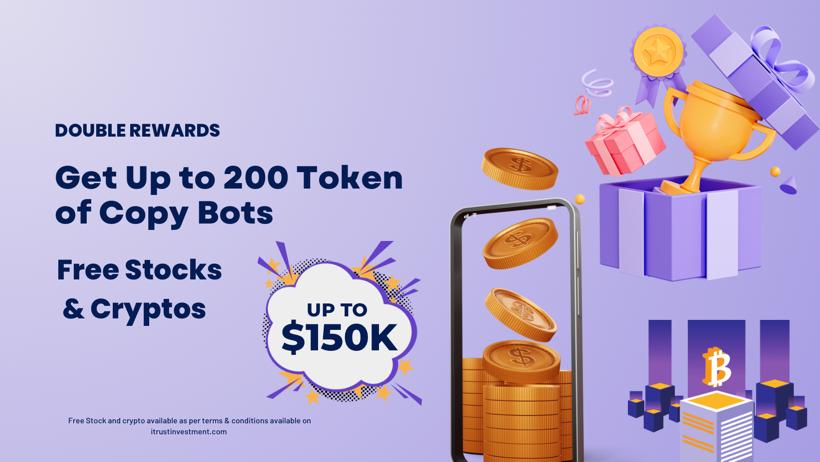 DOUBLE REWARDS
Get Up to 200 Token
of Copy Bots
Free Stocks
& Cryptos
UP TO
$150K
Free Stock and crypto available as per terms & conditions available on
itrustinvestment.com